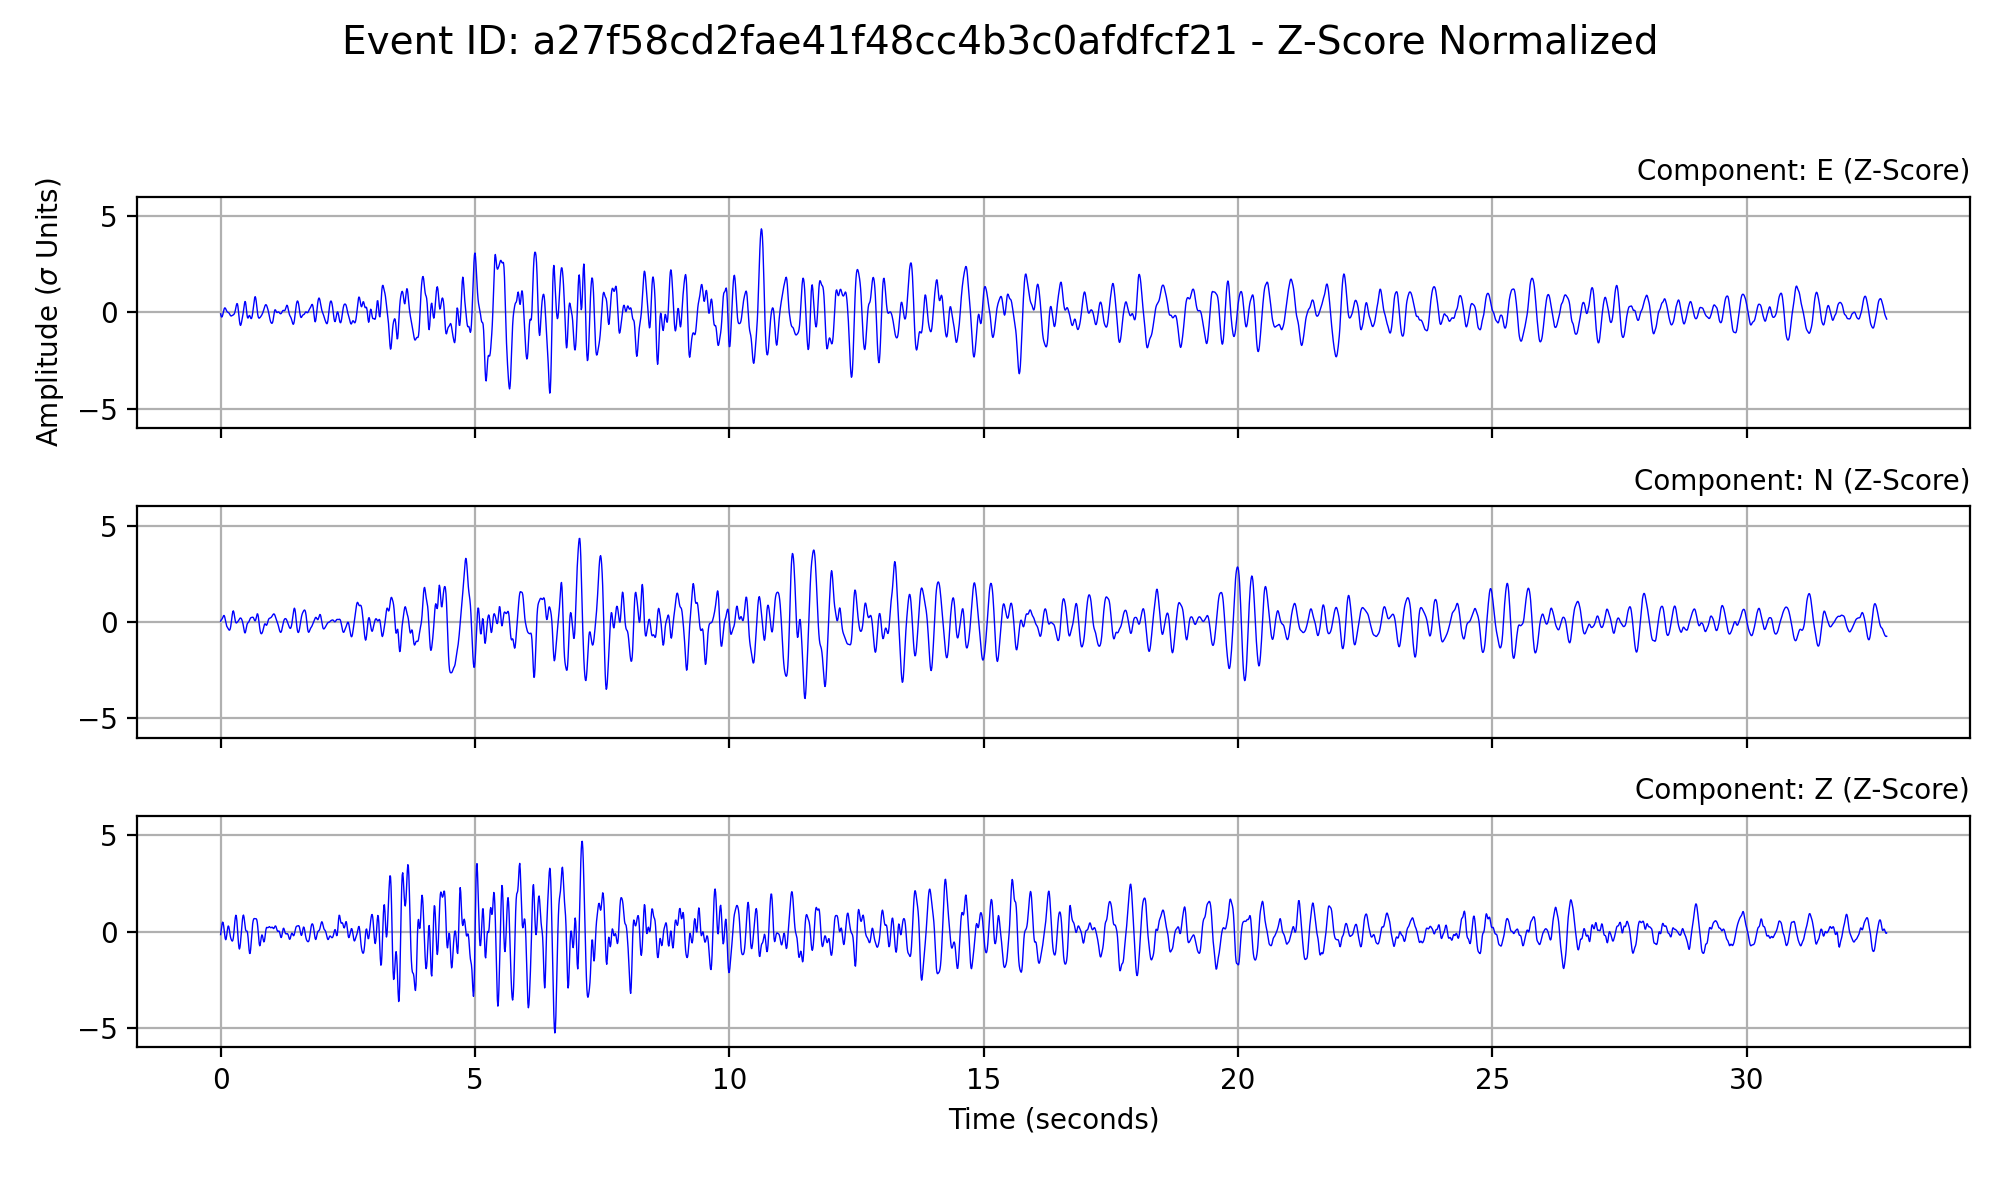 Event ID: a27f58cd2fae41f48cc4b3c0afdfcf21 - Z-Score Normalized
Component: E (Z-Score)
Amplitude (σ Units)
5
0
−5
Component: N (Z-Score)
5
0
−5
Component: Z (Z-Score)
5
0
−5
0 5 10 15 20 25 30
Time (seconds)